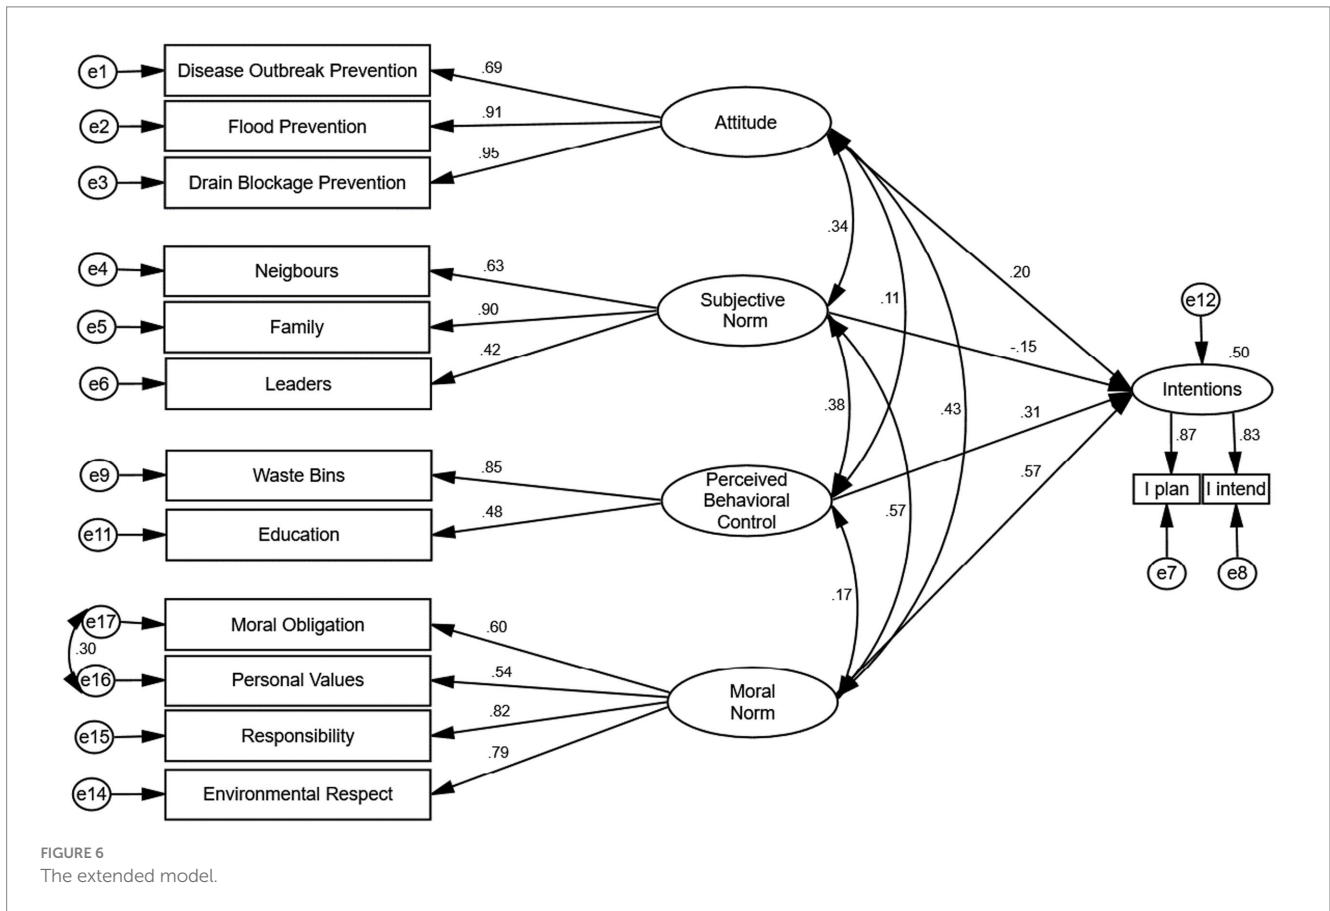 e1
Disease Outbreak Prevention
.69
e2
Flood Prevention
.91
Attitude
e3
Drain Blockage Prevention
.95
.34
e4
Neigbours
.63
Subjective
Norm
e5
Family
.90
e6
Leaders
.42
.11
.20
-.15
e12
.50
Intentions
.38
.43
.31
.87
.83
I plan
I intend
e7
e8
e9
Waste Bins
.85
Perceived
Behavioral
Control
e11
Education
.48
.57
.57
.17
e17
Moral Obligation
.60
.30
e16
Personal Values
.54
Moral
Norm
e15
Responsibility
.82
e14
Environmental Respect
.79
FIGURE 6
The extended model.